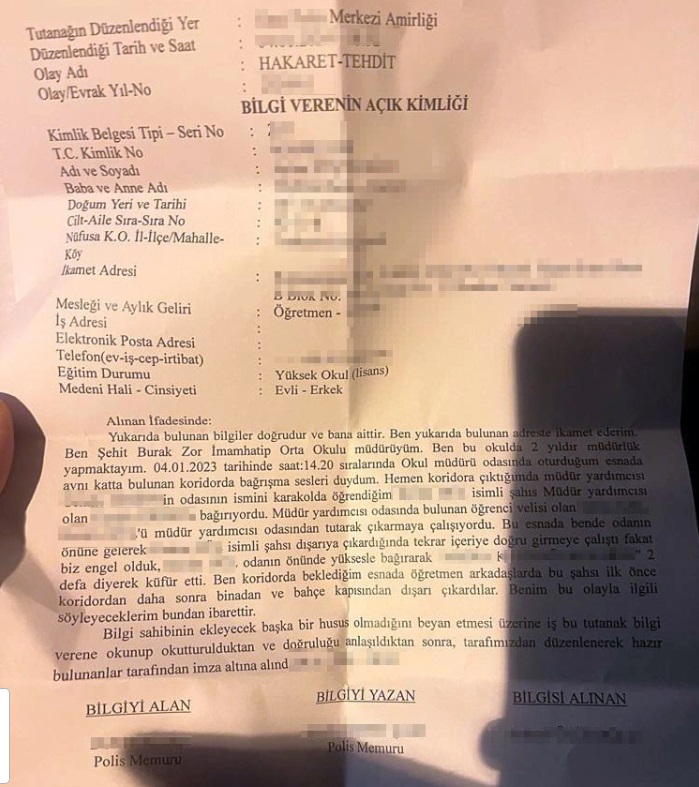 Tutanağın Düzenlendiği Yer : Merkezi Amirliği
Düzenlendiği Tarih ve Saat :
Olay Adı : HAKARET-TEHDİT
Olay/Evrak Yıl-No :
BİLGİ VERENİN AÇIK KİMLİĞİ
Kimlik Belgesi Tipi – Seri No :
T.C. Kimlik No :
Adı ve Soyadı :
Baba ve Anne Adı :
Doğum Yeri ve Tarihi :
Cilt-Aile Sıra-Sıra No :
Nüfusa K.O. İl-İlçe/Mahalle- :
Köy
İkamet Adresi :
B Blok No:
Mesleği ve Aylık Geliri : Öğretmen -
İş Adresi :
Elektronik Posta Adresi :
Telefon(ev-iş-cep-irtibat) :
Eğitim Durumu : Yüksek Okul (lisans)
Medeni Hali - Cinsiyeti : Evli - Erkek
Alınan İfadesinde:
Yukarıda bulunan bilgiler doğrudur ve bana aittir. Ben yukarıda bulunan adreste ikamet ederim.
Ben Şehit Burak Zor İmamhatip Orta Okulu müdürüyüm. Ben bu okulda 2 yıldır müdürlük
yapmaktayım. 04.01.2023 tarihinde saat:14.20 sıralarında Okul müdürü odasında oturduğum esnada
aynı katta bulunan koridorda bağrışma sesleri duydum. Hemen koridora çıktığımda müdür yardımcısı
in odasının ismini karakolda öğrendiğim isimli şahıs Müdür yardımcısı
olan bağırıyordu. Müdür yardımcısı odasında bulunan öğrenci velisi olan
'ü müdür yardımcısı odasından tutarak çıkarmaya çalışıyordu. Bu esnada bende odanın
önüne gelerek isimli şahsı dışarıya çıkardığında tekrar içeriye doğru girmeye çalıştı fakat
biz engel olduk, , odanın önünde yüksesle bağırarak " 2
defa diyerek küfür etti. Ben koridorda beklediğim esnada öğretmen arkadaşlarda bu şahsı ilk önce
koridordan daha sonra binadan ve bahçe kapısından dışarı çıkardılar. Benim bu olayla ilgili
söyleyeceklerim bundan ibarettir.
Bilgi sahibinin ekleyecek başka bir husus olmadığını beyan etmesi üzerine iş bu tutanak bilgi
verene okunup okutturulduktan ve doğruluğu anlaşıldıktan sonra, tarafımızdan düzenlenerek hazır
bulunanlar tarafından imza altına alınd
BİLGİYİ ALAN BİLGİYİ YAZAN BİLGİSİ ALINAN
Polis Memuru Polis Memuru